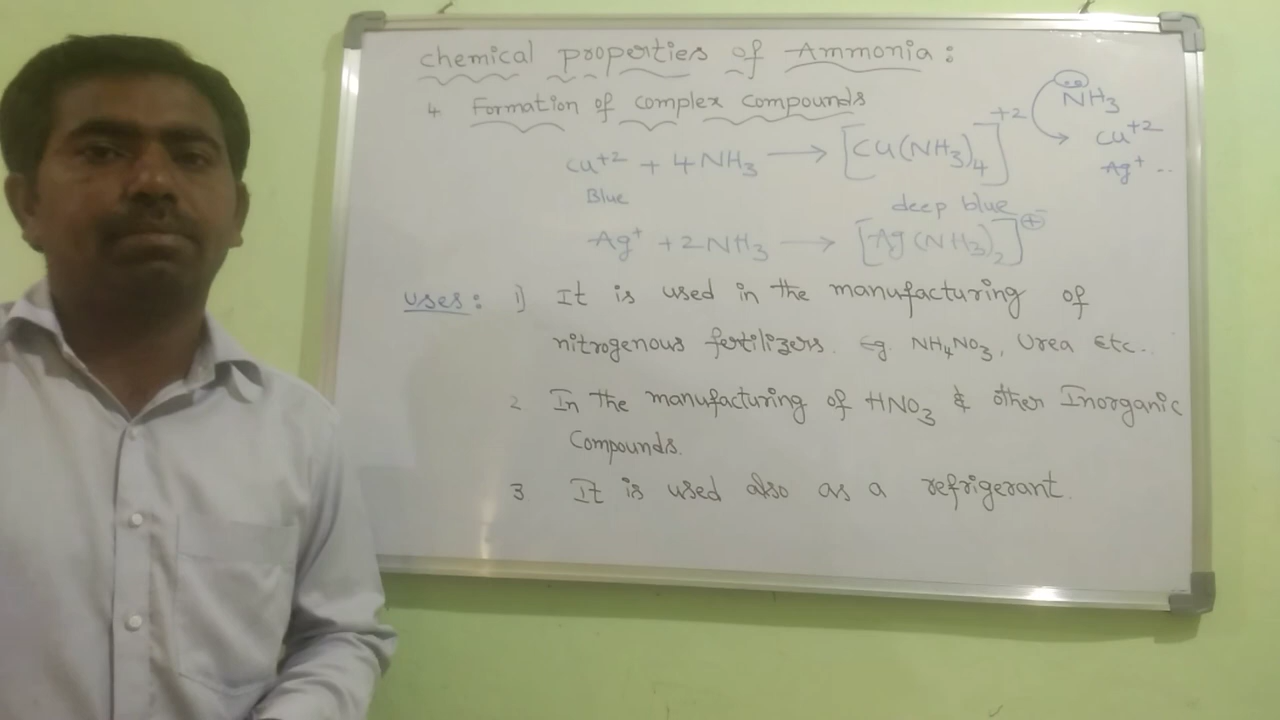 chemical properties of Ammonia:
4 Formation of complex compounds
NH₃
Cu⁺² + 4NH₃ ⟶ [Cu(NH₃)₄]⁺²
Cu⁺²
Ag⁺ ..
Blue deep blue
Ag⁺ + 2NH₃ ⟶ [Ag(NH₃)₂]⊕
Uses: 1) It is used in the manufacturing of
nitrogenous fertilizers. Eg. NH₄NO₃, Urea Etc..
2 In the manufacturing of HNO₃ & other Inorganic
Compounds.
3 It is used also as a refrigerant.